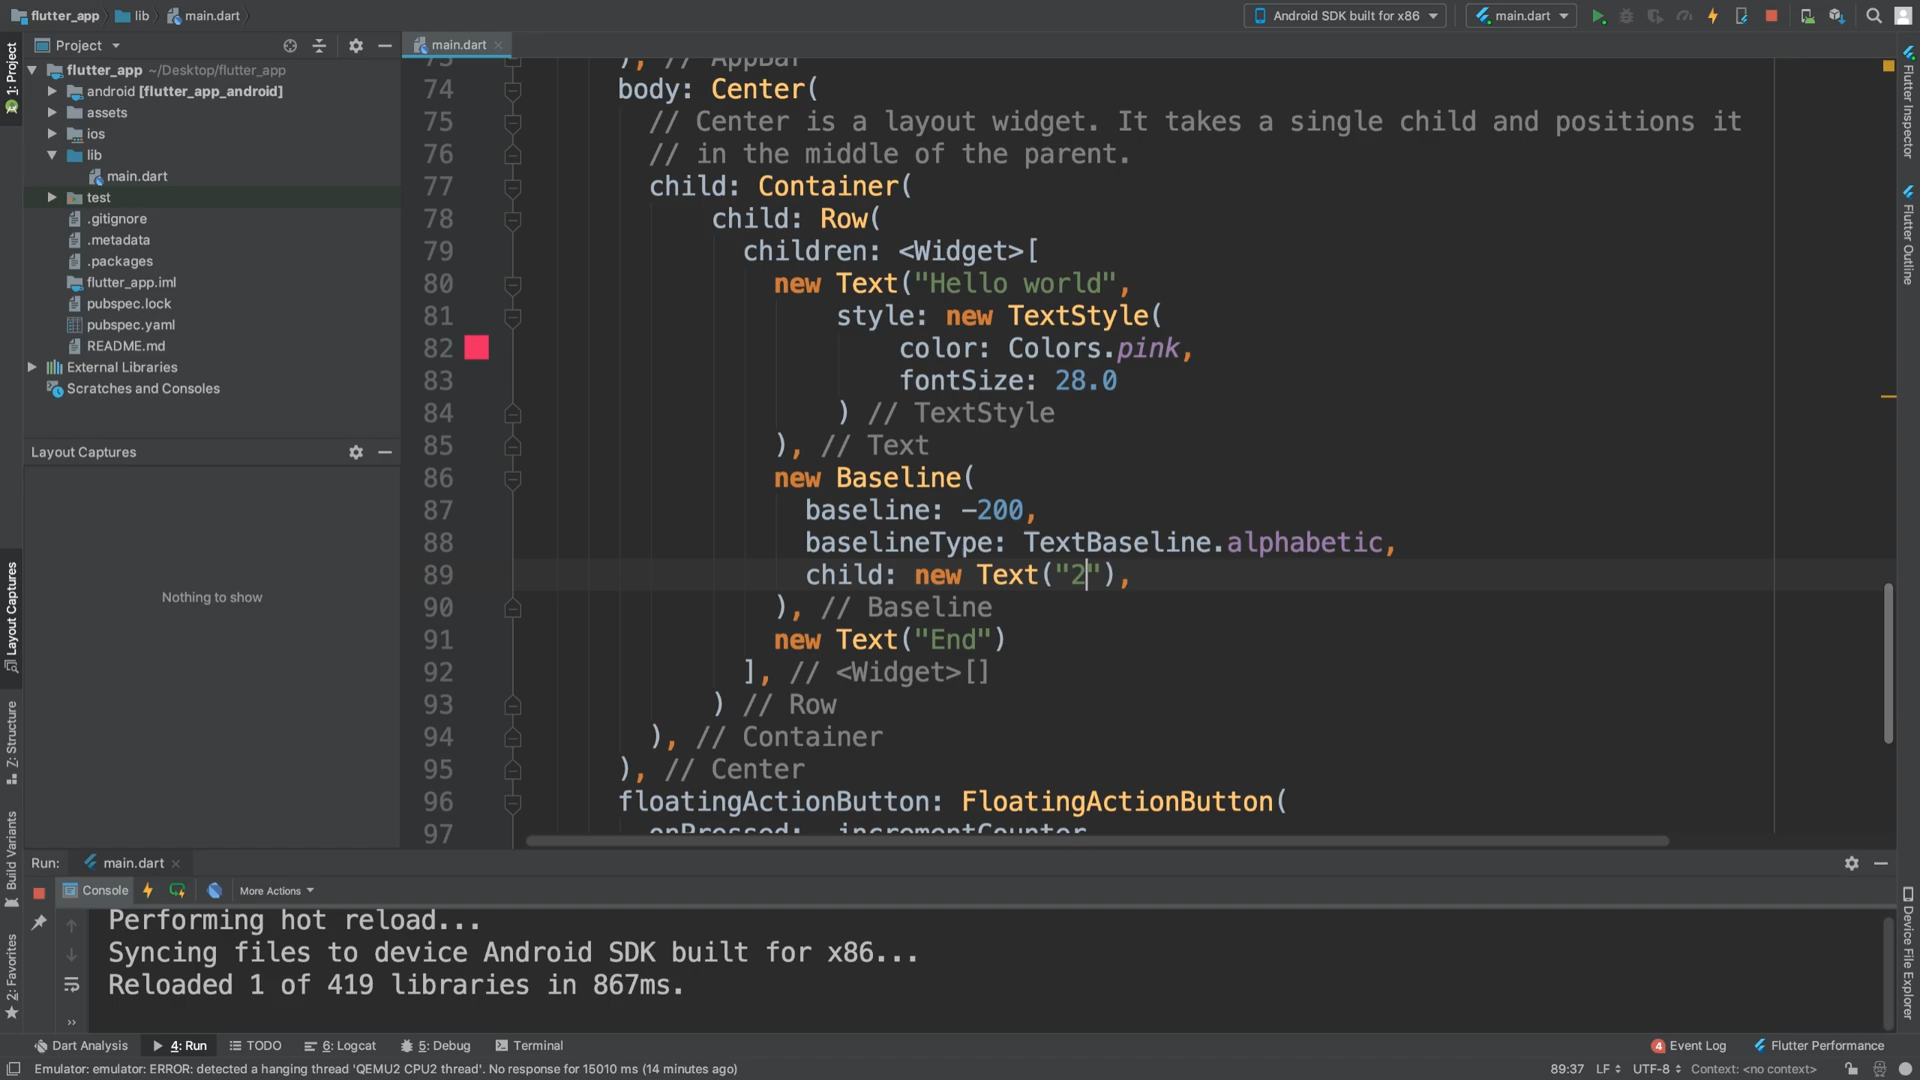 flutter_app
lib
main.dart
Android SDK built for x86
main.dart
Project
main.dart
1: Project
Layout Captures
Z: Structure
Build Variants
2: Favorites
flutter_app ~/Desktop/flutter_app
android [flutter_app_android]
assets
ios
lib
main.dart
test
.gitignore
.metadata
.packages
flutter_app.iml
pubspec.lock
pubspec.yaml
README.md
External Libraries
Scratches and Consoles
Layout Captures
Nothing to show
73 ), // AppBar
74 body: Center(
75 // Center is a layout widget. It takes a single child and positions it
76 // in the middle of the parent.
77 child: Container(
78 child: Row(
79 children: <Widget>[
80 new Text("Hello world",
81 style: new TextStyle(
82 color: Colors.pink,
83 fontSize: 28.0
84 ) // TextStyle
85 ), // Text
86 new Baseline(
87 baseline: -200,
88 baselineType: TextBaseline.alphabetic,
89 child: new Text("2"),
90 ), // Baseline
91 new Text("End")
92 ], // <Widget>[]
93 ) // Row
94 ), // Container
95 ), // Center
96 floatingActionButton: FloatingActionButton(
97 onPressed: _incrementCounter,
Flutter Inspector
Flutter Outline
Device File Explorer
Run: main.dart
Console
More Actions
Performing hot reload...
Syncing files to device Android SDK built for x86...
Reloaded 1 of 419 libraries in 867ms.
Dart Analysis
4: Run
TODO
6: Logcat
5: Debug
Terminal
4 Event Log
Flutter Performance
Emulator: emulator: ERROR: detected a hanging thread 'QEMU2 CPU2 thread'. No response for 15010 ms (14 minutes ago)
89:37 LF UTF-8 Context: <no context>